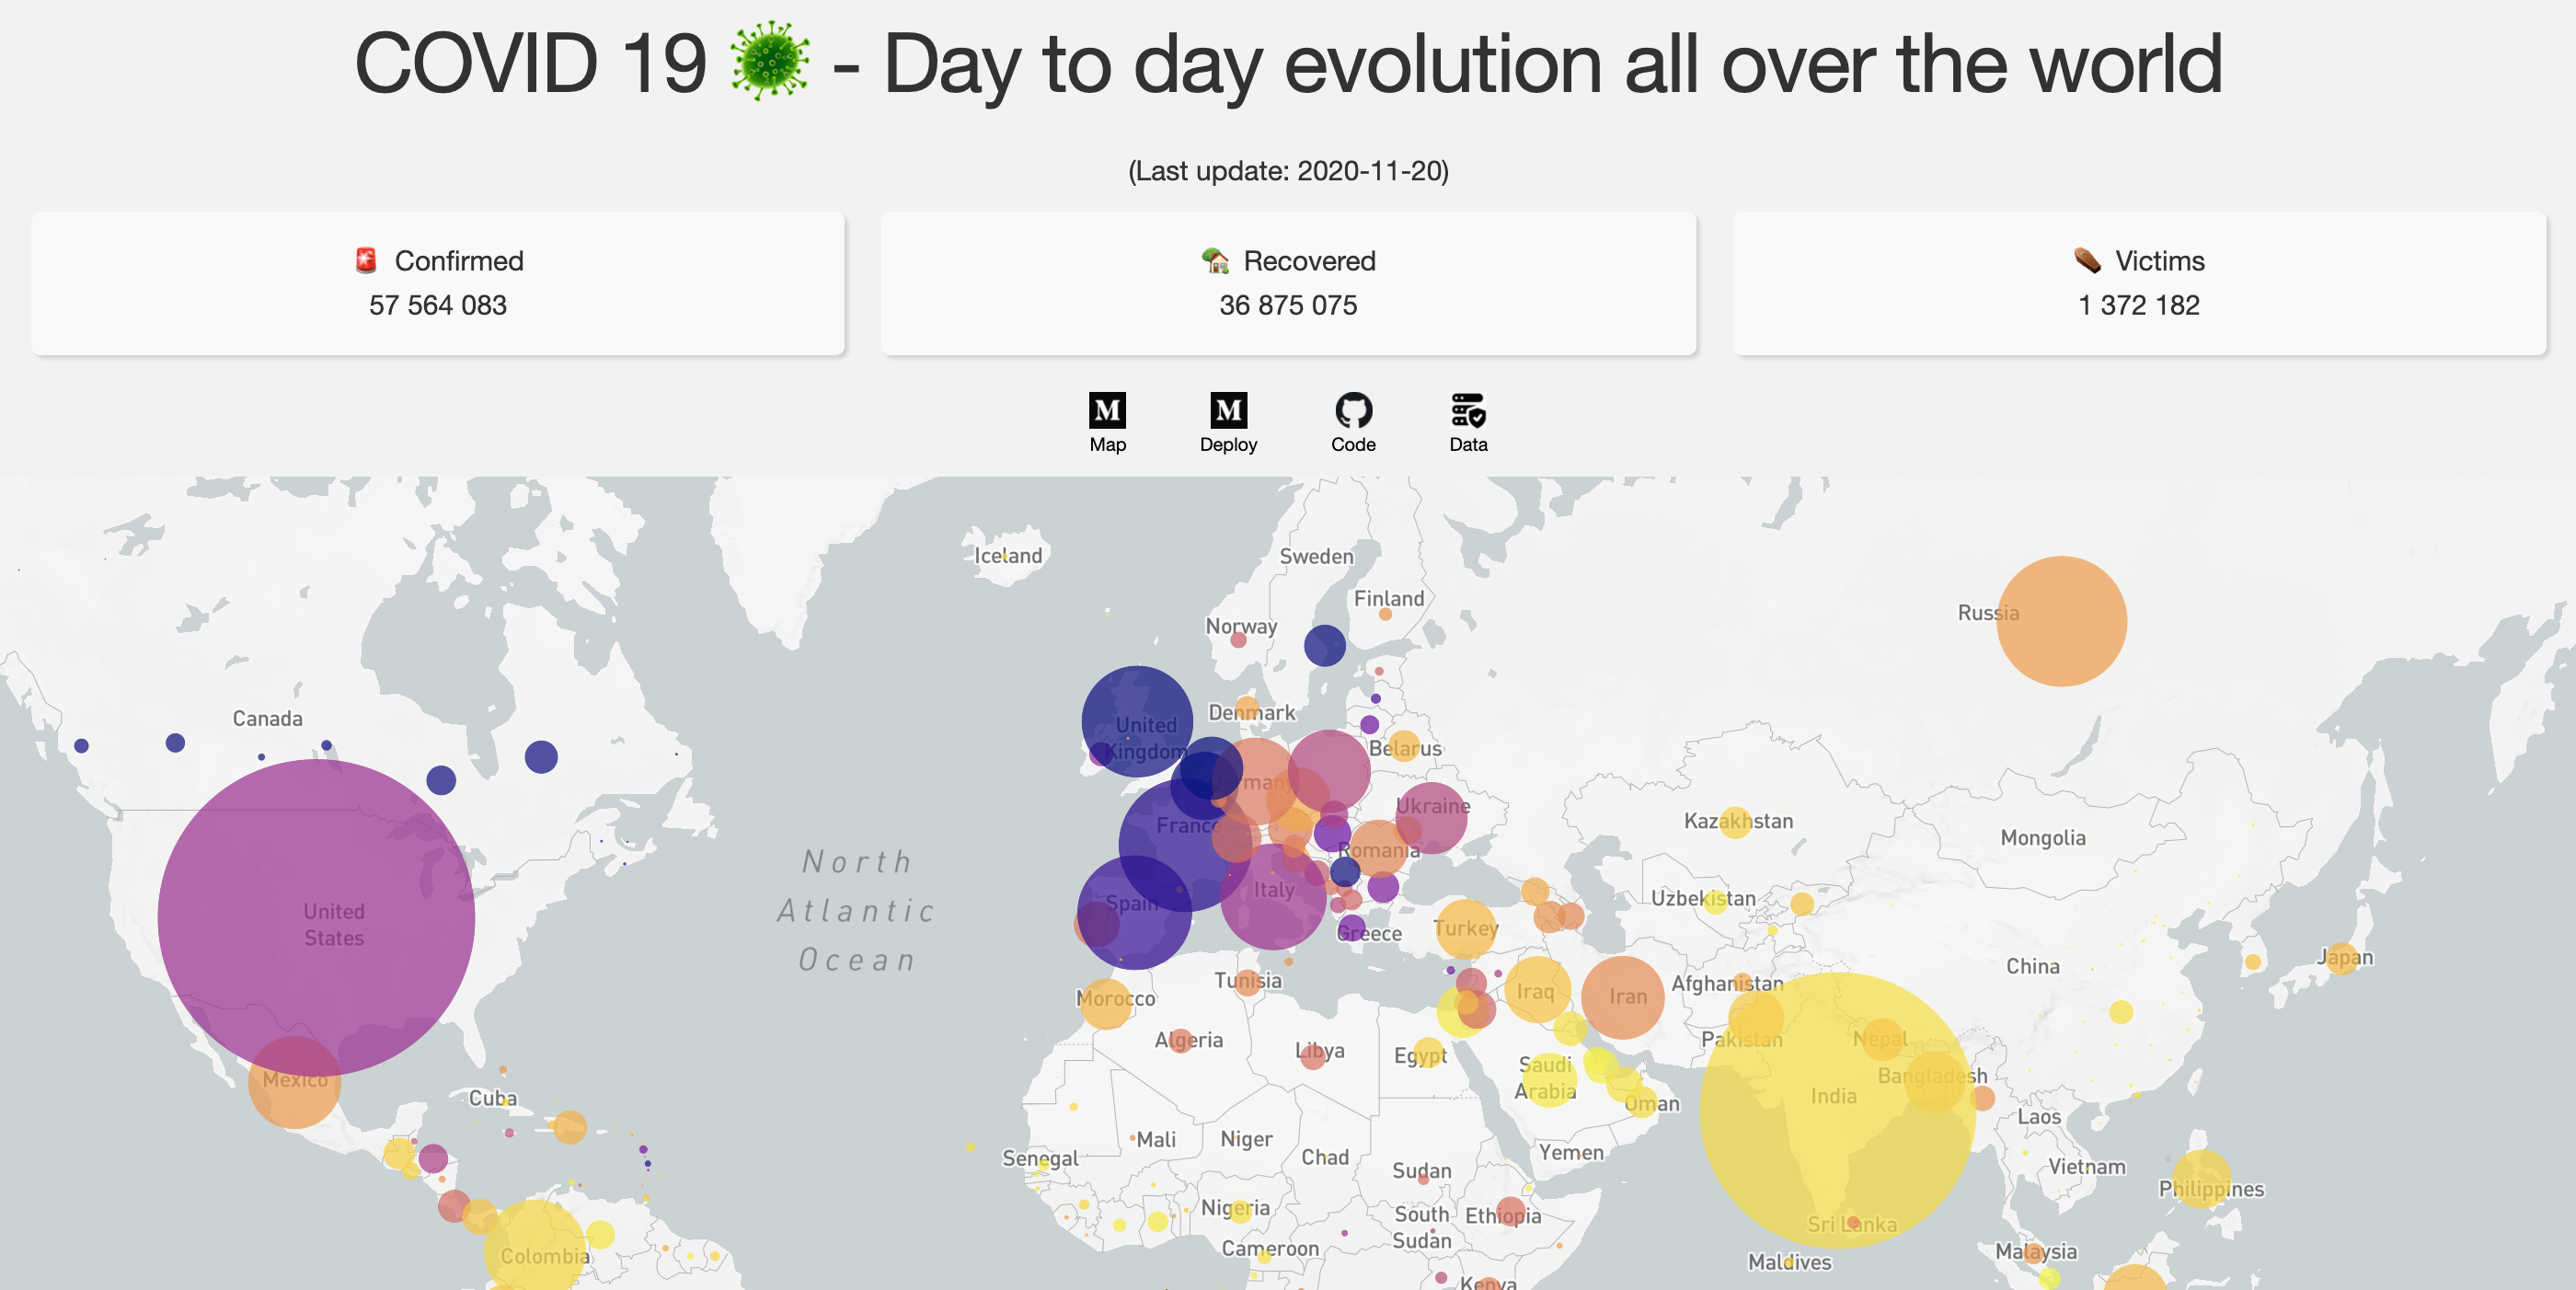 COVID 19 - Day to day evolution all over the world
(Last update: 2020-11-20)
Confirmed
57 564 083
Recovered
36 875 075
Victims
1 372 182
Map
Deploy
Code
Data
Iceland
Sweden
Finland
Norway
Russia
Canada
Denmark
United
Kingdom
Belarus
Ukraine
France
Kazakhstan
Mongolia
Romania
North
Atlantic
Ocean
Italy
Spain
United
States
Uzbekistan
Greece
Turkey
Japan
China
Tunisia
Afghanistan
Morocco
Iraq
Iran
Algeria
Libya
Egypt
Pakistan
Nepal
Saudi
Arabia
Bangladesh
Mexico
Cuba
Oman
India
Laos
Mali
Niger
Senegal
Chad
Yemen
Sudan
Vietnam
Philippines
Nigeria
South
Sudan
Ethiopia
Sri Lanka
Cameroon
Colombia
Malaysia
Maldives
Kenya